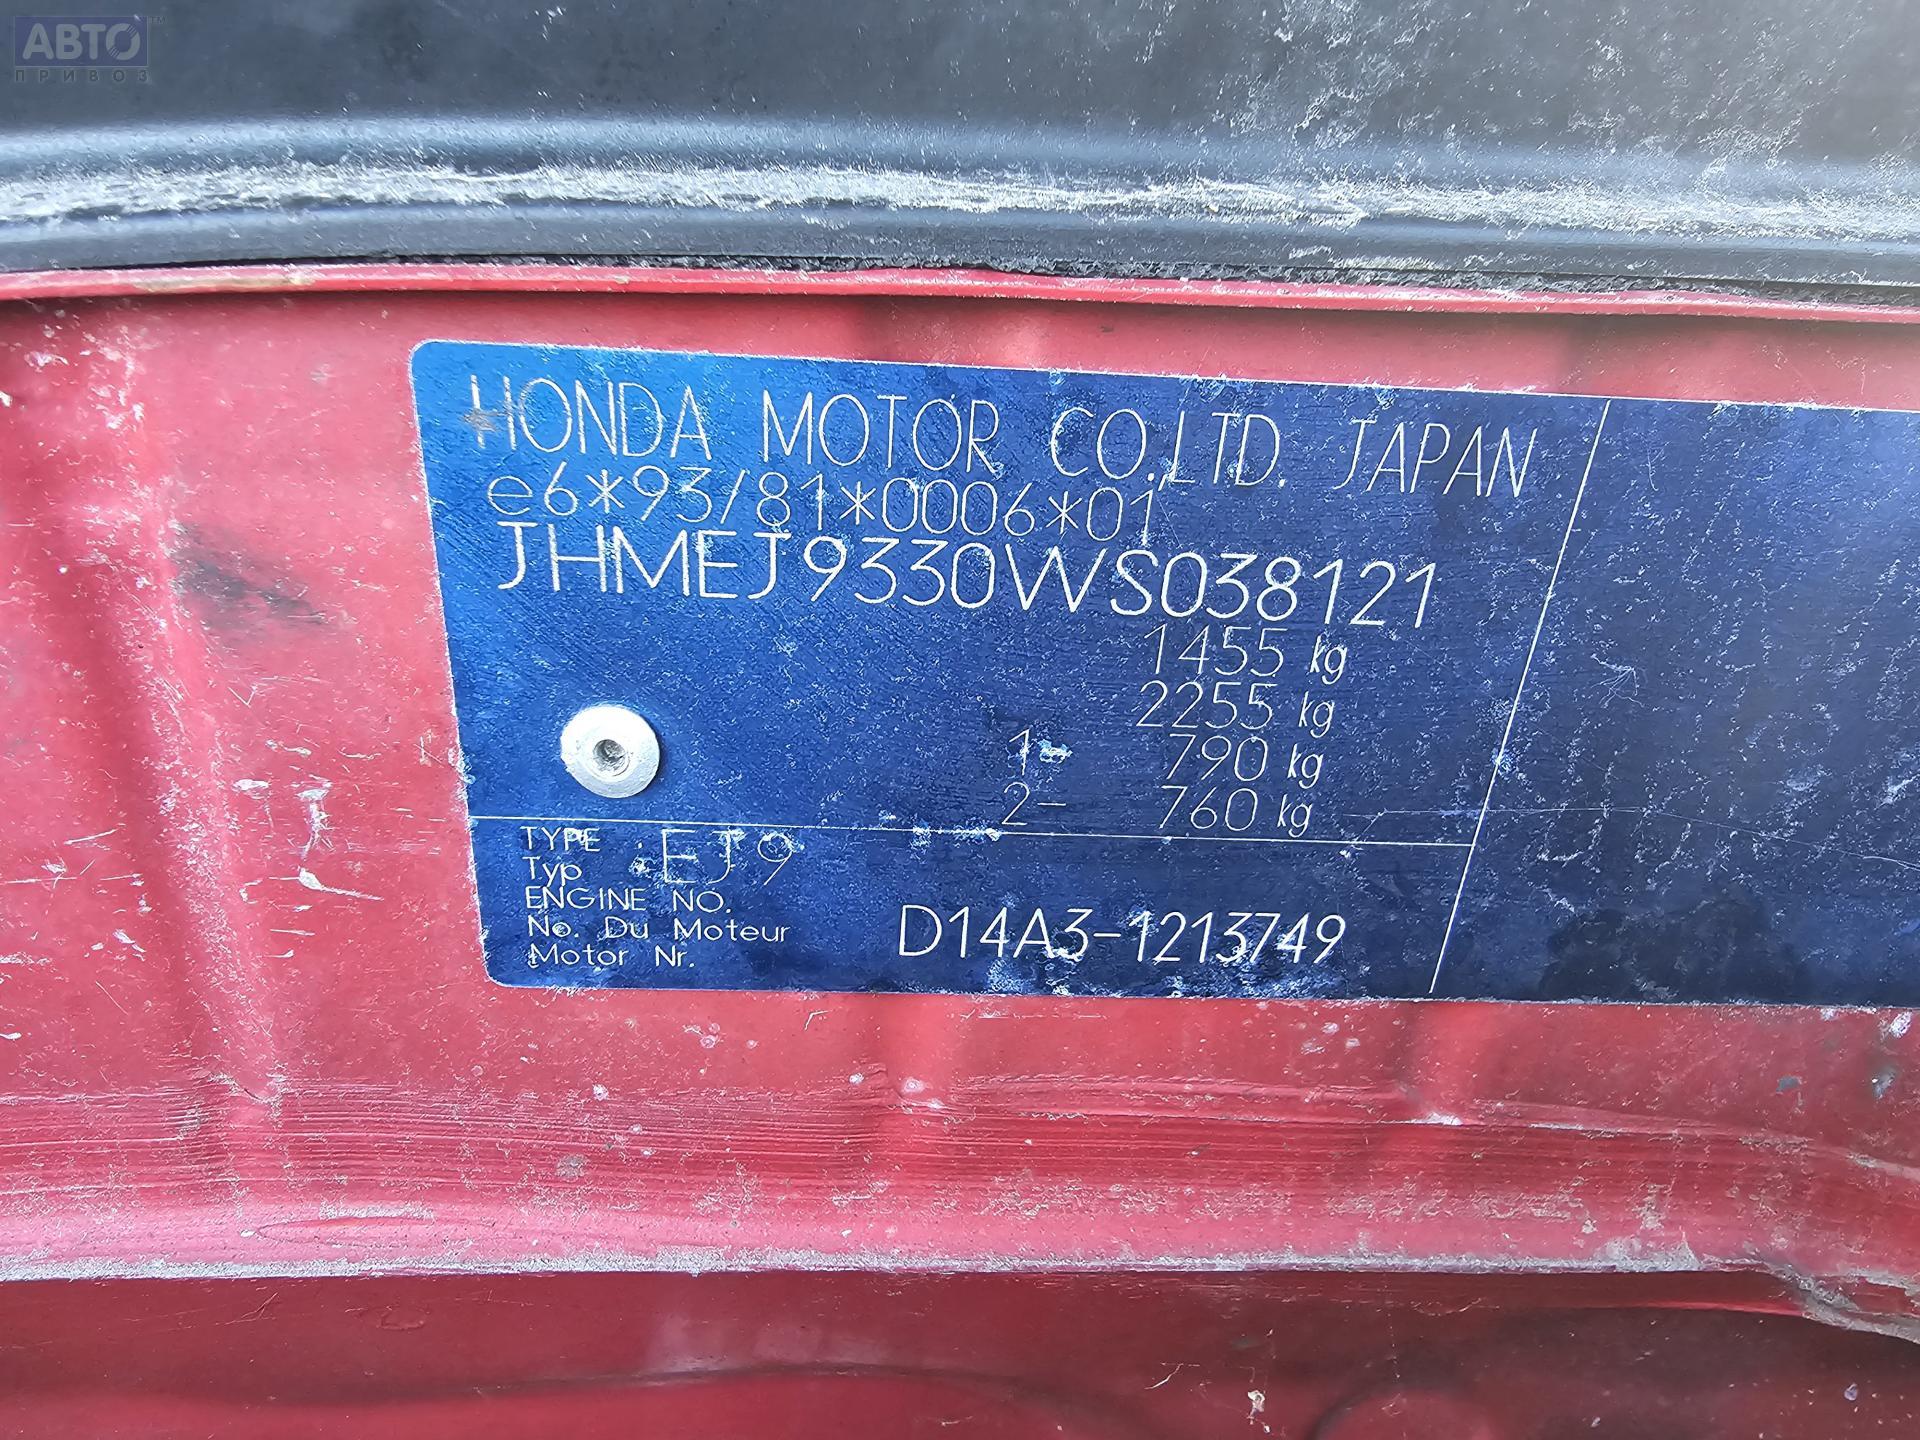 АВТО™
ПРИВОЗ
HONDA MOTOR CO.,LTD. JAPAN
e6*93/81*0006*01
JHMEJ9330WS038121
1455 kg
2255 kg
1- 790 kg
2- 760 kg
TYPE
Typ : EJ9
ENGINE NO.
No. Du Moteur
Motor Nr. D14A3-1213749